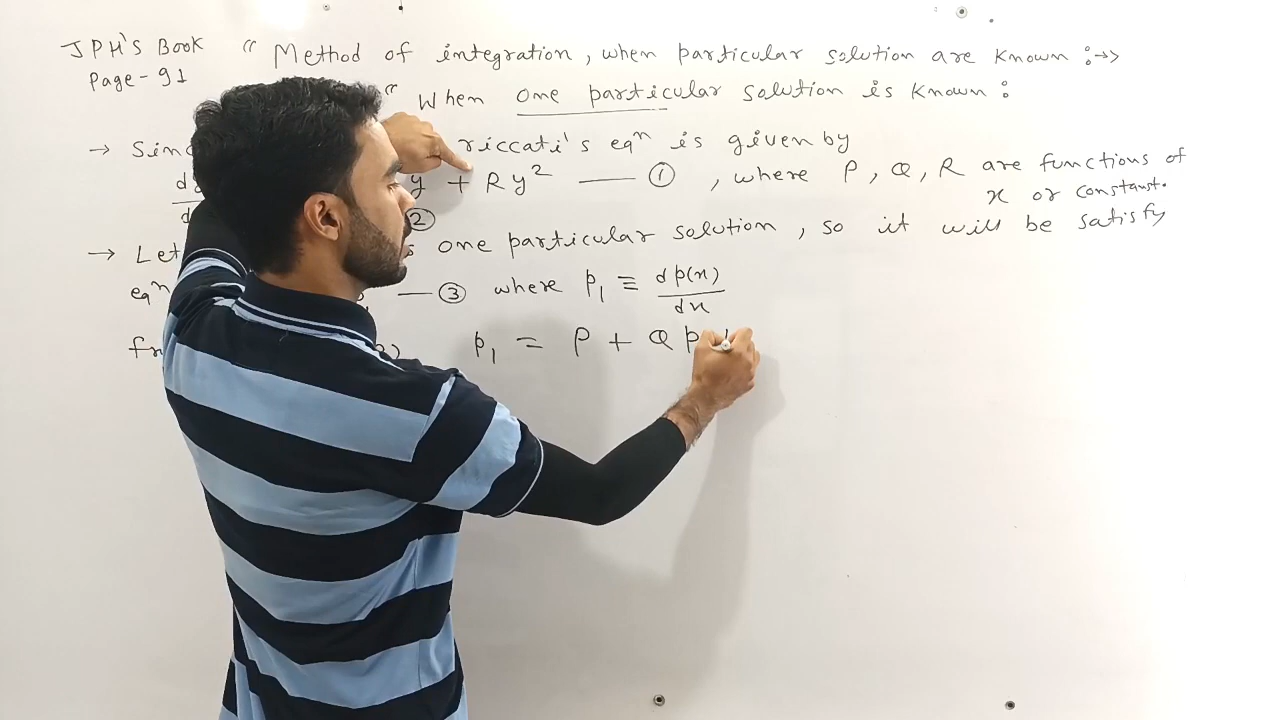 JPH'S Book "Method of integration, when particular solution are known :→
Page-91
" When one particular solution is known :
→ Sin riccati's eqⁿ is given by
y + Ry² — ① , where P, Q, R are functions of
x or constant.
②
→ Let one particular solution, so it will be satisfy
eqⁿ — ③ where p₁ ≡ dp(x)/dx
p₁ = P + Q p